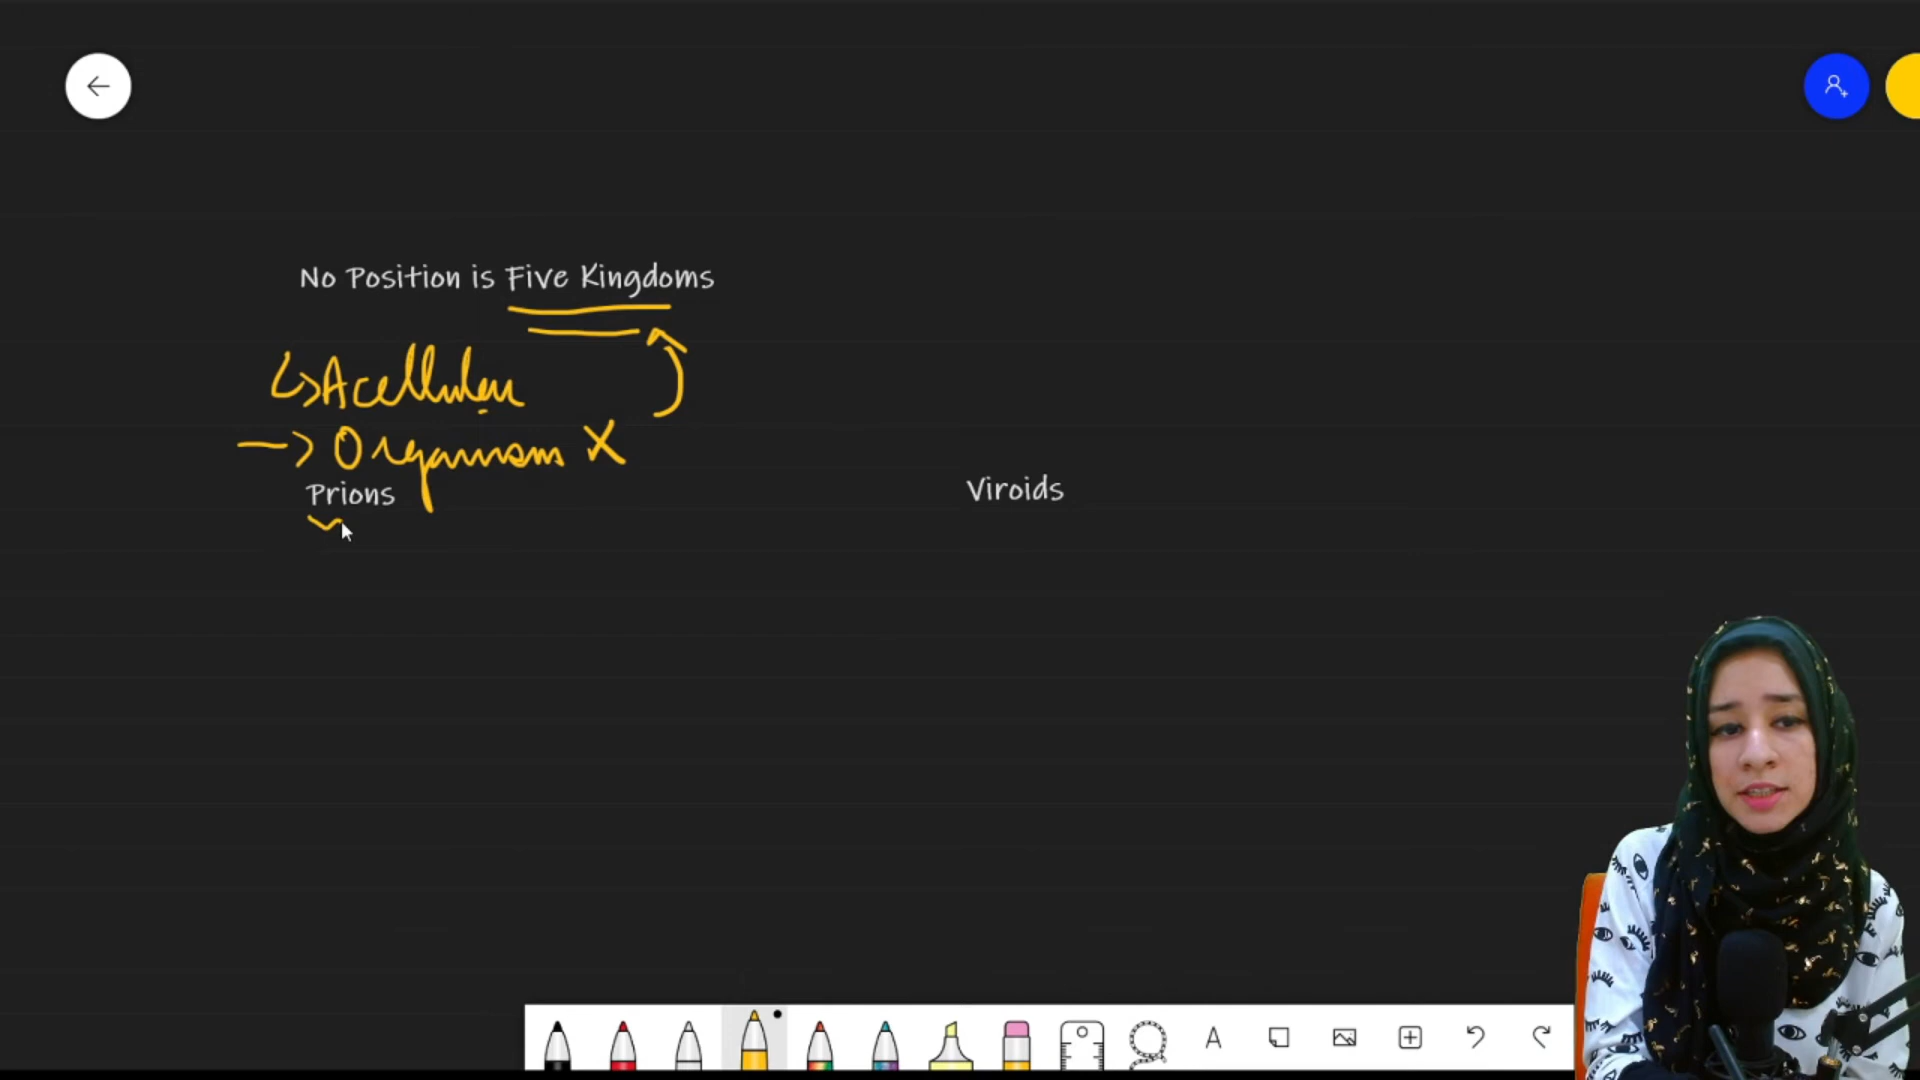 No Position is Five Kingdoms
Acellular
Organism X
Prions
Viroids